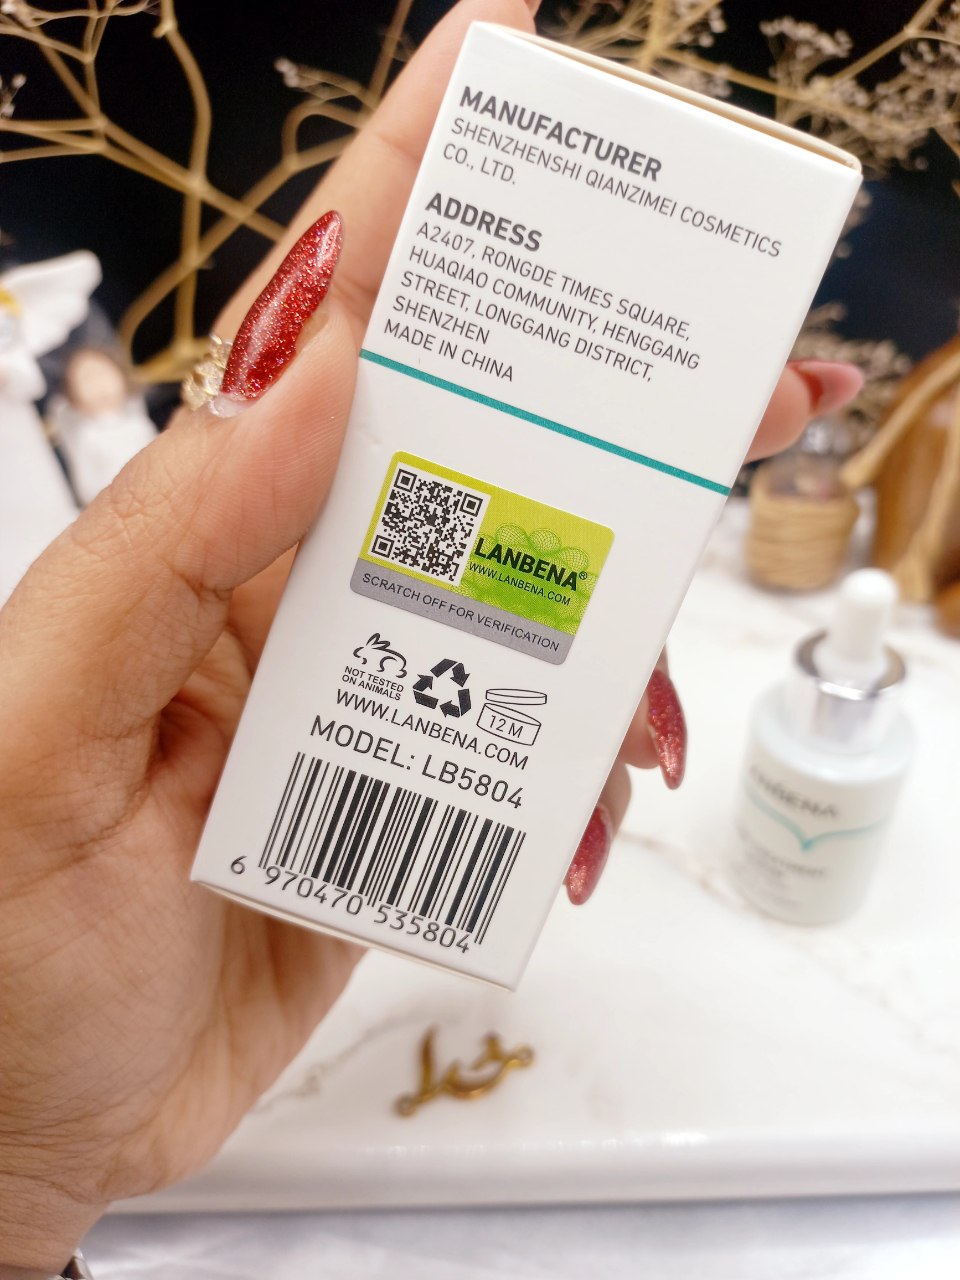 MANUFACTURER
SHENZHENSHI QIANZIMEI COSMETICS
CO., LTD.
ADDRESS
A2407, RONGDE TIMES SQUARE,
HUAQIAO COMMUNITY, HENGGANG
STREET, LONGGANG DISTRICT,
SHENZHEN
MADE IN CHINA
LANBENA®
WWW.LANBENA.COM
SCRATCH OFF FOR VERIFICATION
NOT TESTED
ON ANIMALS
12 M
WWW.LANBENA.COM
MODEL: LB5804
6 970470 535804
خدا